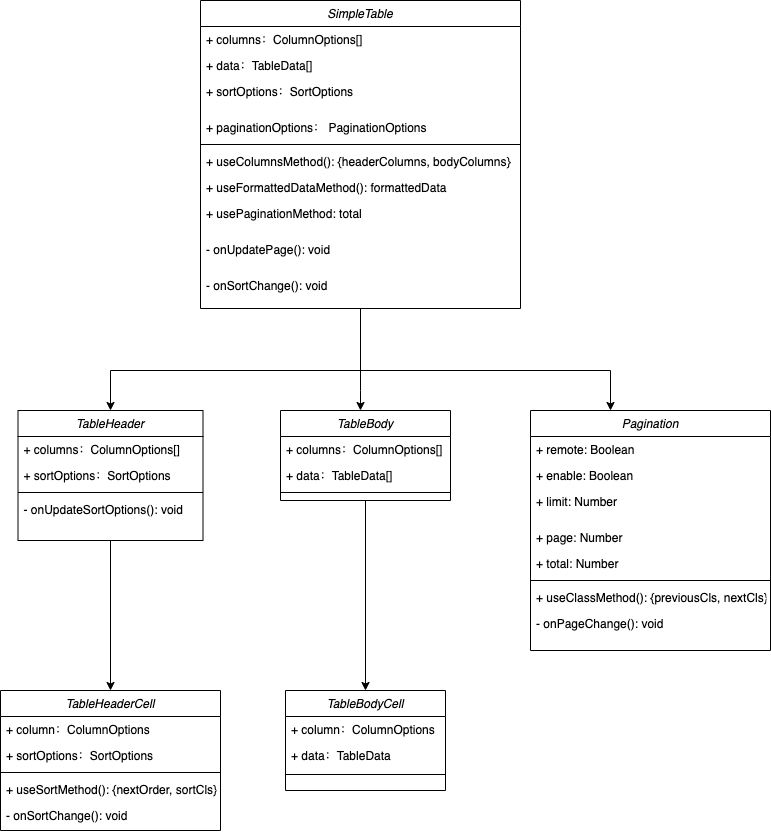 SimpleTable
+ columns：ColumnOptions[]
+ data：TableData[]
+ sortOptions：SortOptions
+ paginationOptions： PaginationOptions
+ useColumnsMethod(): {headerColumns, bodyColumns}
+ useFormattedDataMethod(): formattedData
+ usePaginationMethod: total
- onUpdatePage(): void
- onSortChange(): void
TableHeader
+ columns：ColumnOptions[]
+ sortOptions：SortOptions
- onUpdateSortOptions(): void
TableBody
+ columns：ColumnOptions[]
+ data：TableData[]
Pagination
+ remote: Boolean
+ enable: Boolean
+ limit: Number
+ page: Number
+ total: Number
+ useClassMethod(): {previousCls, nextCls}
- onPageChange(): void
TableHeaderCell
+ column：ColumnOptions
+ sortOptions：SortOptions
+ useSortMethod(): {nextOrder, sortCls}
- onSortChange(): void
TableBodyCell
+ column：ColumnOptions
+ data：TableData